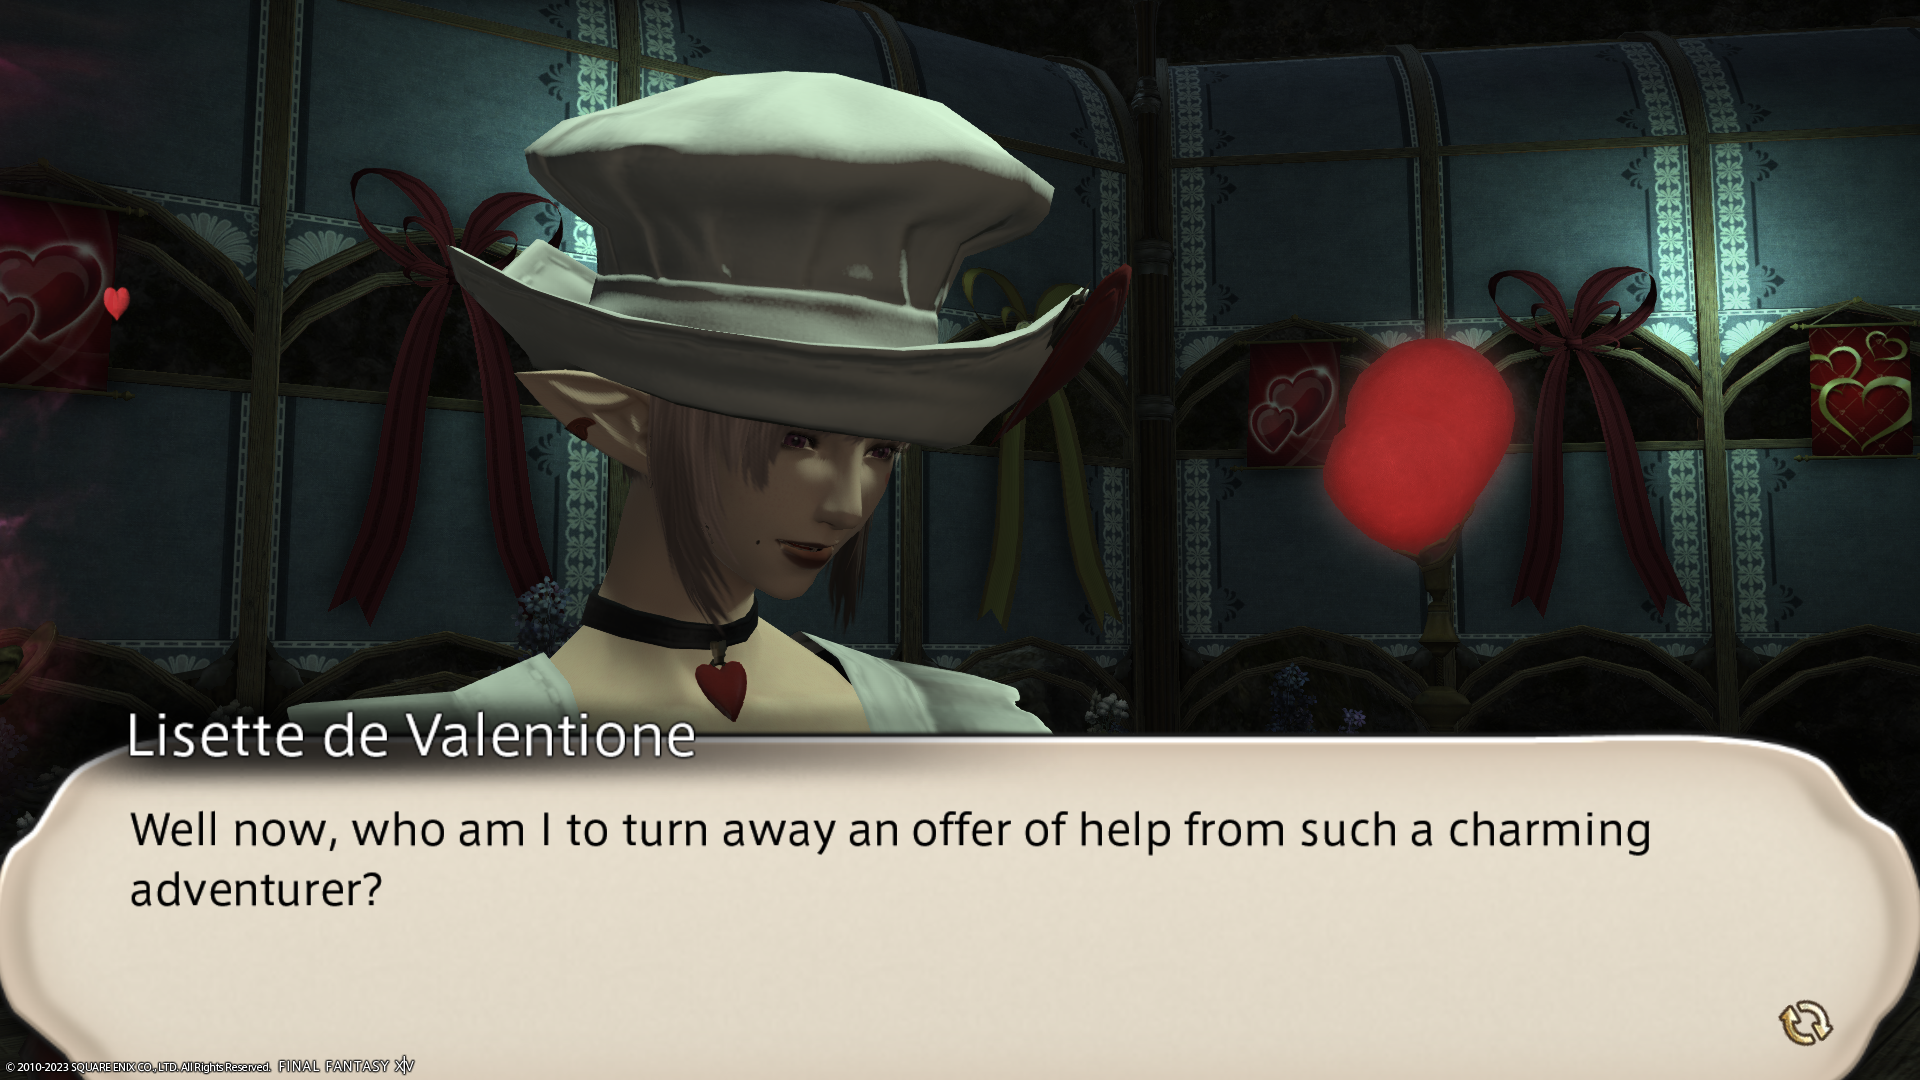 Lisette de Valentione
Well now, who am I to turn away an offer of help from such a charming
adventurer?
© 2010-2023 SQUARE ENIX CO., LTD. All Rights Reserved. FINAL FANTASY XIV